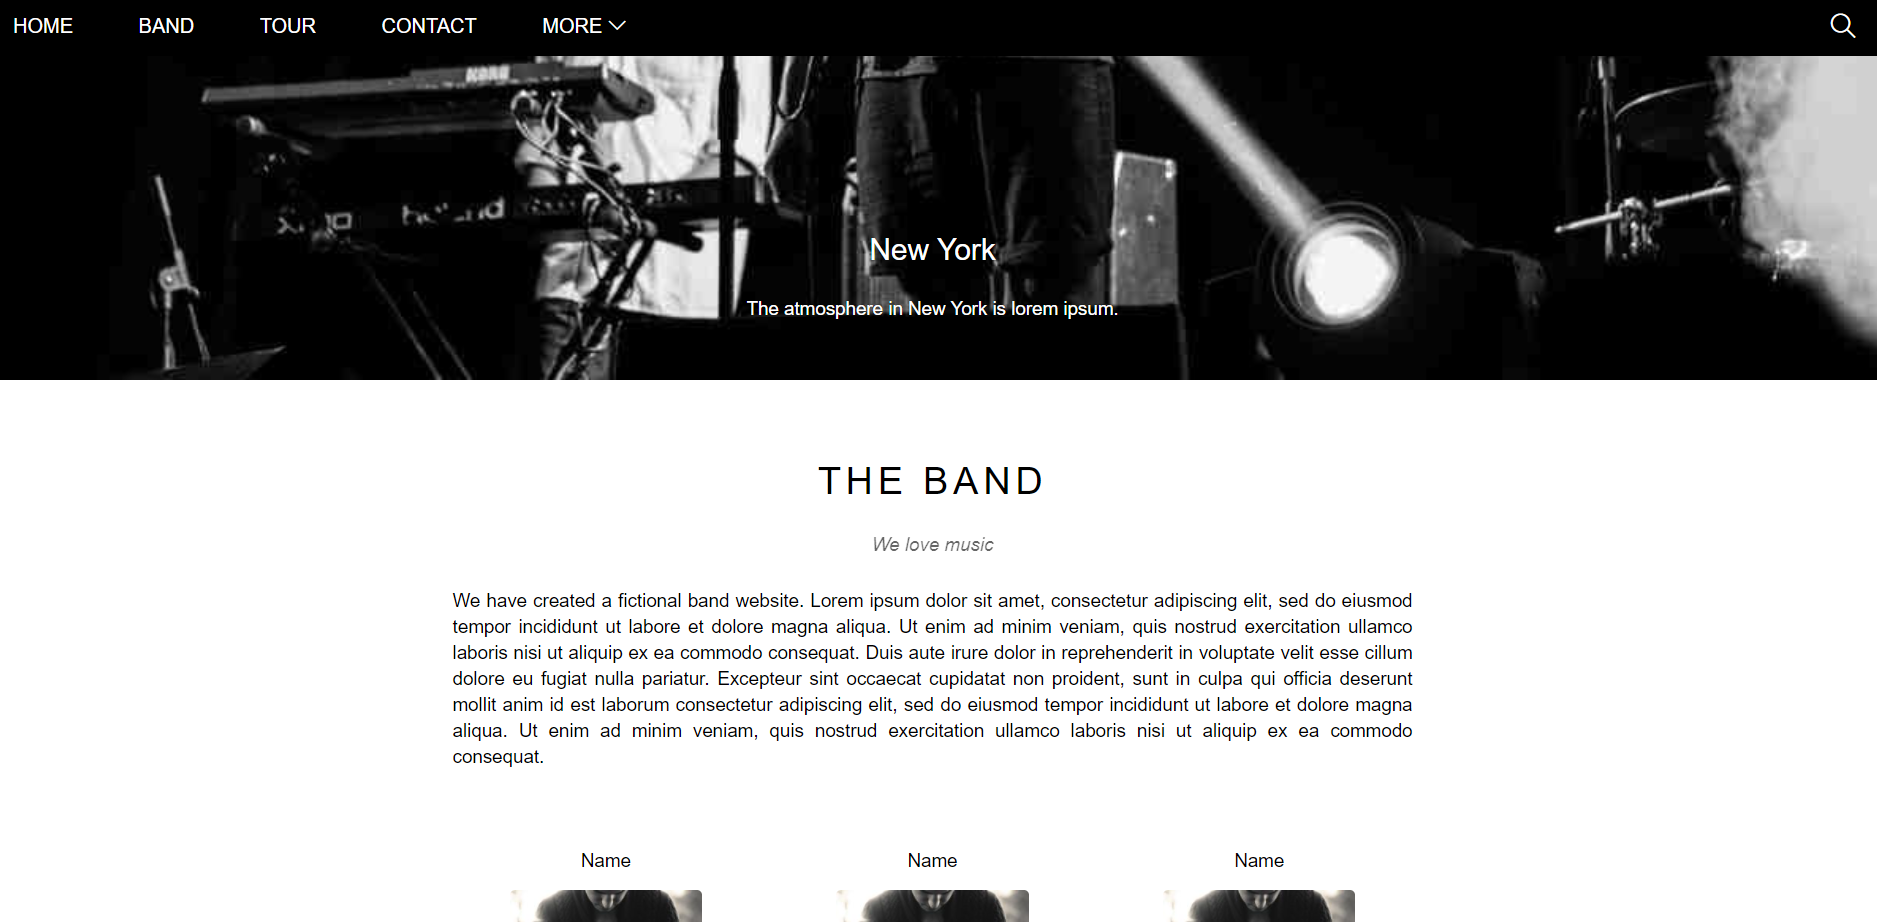 HOME BAND TOUR CONTACT MORE
KORG
New York
The atmosphere in New York is lorem ipsum.
THE BAND
We love music
We have created a fictional band website. Lorem ipsum dolor sit amet, consectetur adipiscing elit, sed do eiusmod
tempor incididunt ut labore et dolore magna aliqua. Ut enim ad minim veniam, quis nostrud exercitation ullamco
laboris nisi ut aliquip ex ea commodo consequat. Duis aute irure dolor in reprehenderit in voluptate velit esse cillum
dolore eu fugiat nulla pariatur. Excepteur sint occaecat cupidatat non proident, sunt in culpa qui officia deserunt
mollit anim id est laborum consectetur adipiscing elit, sed do eiusmod tempor incididunt ut labore et dolore magna
aliqua. Ut enim ad minim veniam, quis nostrud exercitation ullamco laboris nisi ut aliquip ex ea commodo
consequat.
Name Name Name